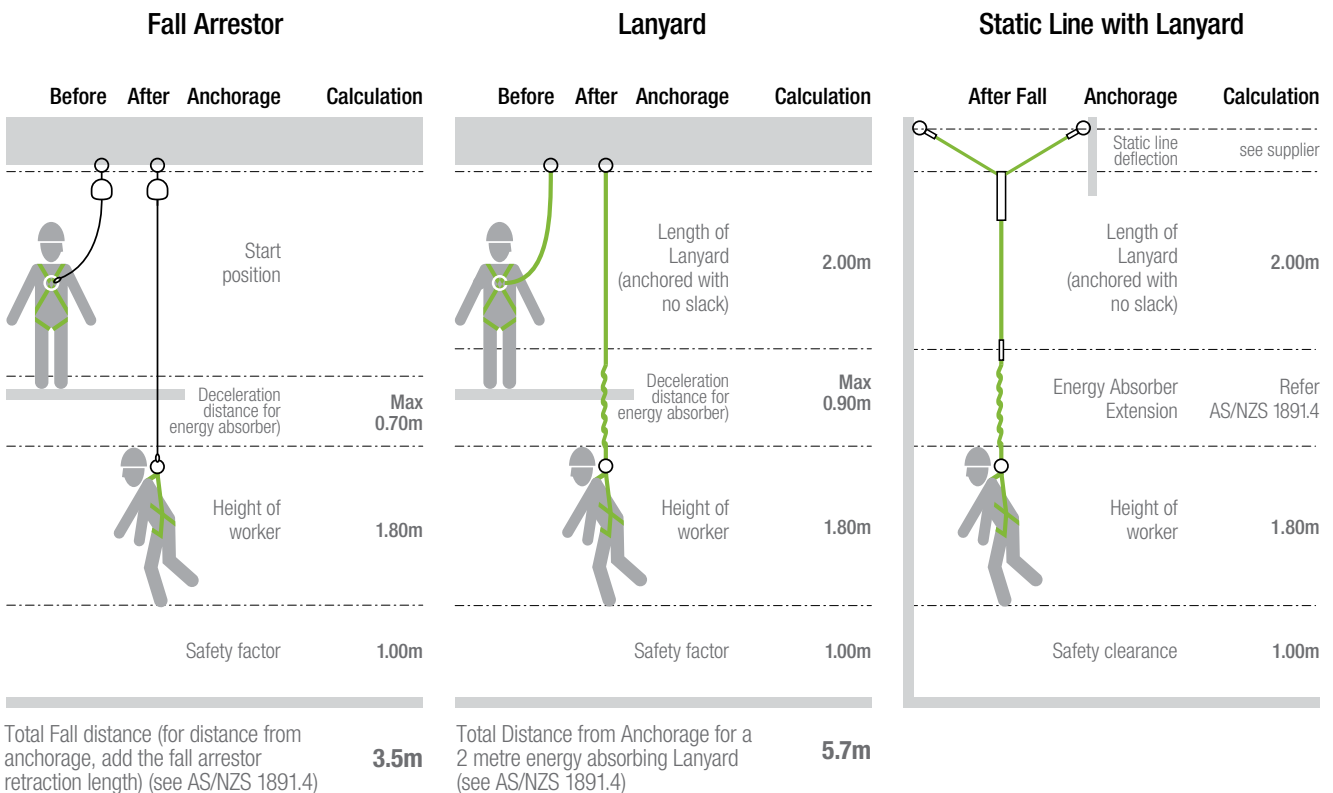 Fall Arrestor
Before After Anchorage Calculation
Start
position
Deceleration
distance for
energy absorber)
Max
0.70m
Height of
worker
1.80m
Safety factor
1.00m
Total Fall distance (for distance from
anchorage, add the fall arrestor
retraction length) (see AS/NZS 1891.4)
3.5m
Lanyard
Before After Anchorage Calculation
Length of
Lanyard
(anchored with
no slack)
2.00m
Deceleration
distance for
energy absorber)
Max
0.90m
Height of
worker
1.80m
Safety factor
1.00m
Total Distance from Anchorage for a
2 metre energy absorbing Lanyard
(see AS/NZS 1891.4)
5.7m
Static Line with Lanyard
After Fall Anchorage Calculation
Static line
deflection
see supplier
Length of
Lanyard
(anchored with
no slack)
2.00m
Energy Absorber
Extension
Refer
AS/NZS 1891.4
Height of
worker
1.80m
Safety clearance
1.00m